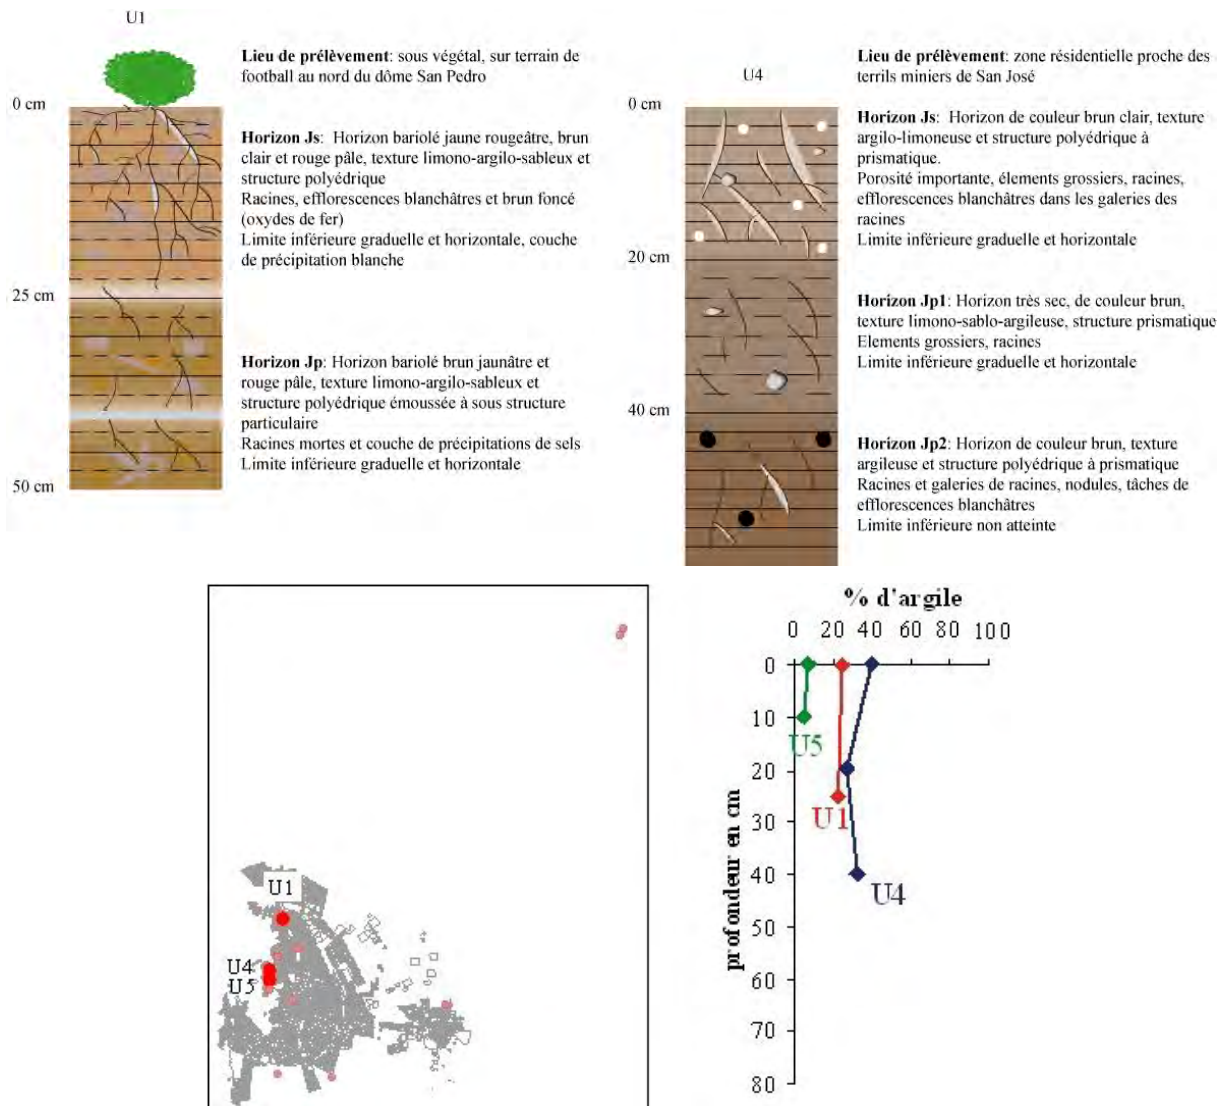 U1
Lieu de prélèvement: sous végétal, sur terrain de
football au nord du dôme San Pedro
0 cm
Horizon Js: Horizon bariolé jaune rougeâtre, brun
clair et rouge pâle, texture limono-argilo-sableux et
structure polyédrique
Racines, efflorescences blanchâtres et brun foncé
(oxydes de fer)
Limite inférieure graduelle et horizontale, couche
de précipitation blanche
25 cm
Horizon Jp: Horizon bariolé brun jaunâtre et
rouge pâle, texture limono-argilo-sableux et
structure polyédrique émoussée à sous structure
particulaire
Racines mortes et couche de précipitations de sels
Limite inférieure graduelle et horizontale
50 cm
U4
Lieu de prélèvement: zone résidentielle proche des
terrils miniers de San José
0 cm
Horizon Js: Horizon de couleur brun clair, texture
argilo-limoneuse et structure polyédrique à
prismatique.
Porosité importante, élements grossiers, racines,
efflorescences blanchâtres dans les galeries des
racines
Limite inférieure graduelle et horizontale
20 cm
Horizon Jp1: Horizon très sec, de couleur brun,
texture limono-sablo-argileuse, structure prismatique
Elements grossiers, racines
Limite inférieure graduelle et horizontale
40 cm
Horizon Jp2: Horizon de couleur brun, texture
argileuse et structure polyédrique à prismatique
Racines et galeries de racines, nodules, tâches de
efflorescences blanchâtres
Limite inférieure non atteinte
U1
U4
U5
% d'argile
0 20 40 60 80 100
profondeur en cm
0
10
20
30
40
50
60
70
80
U5
U1
U4